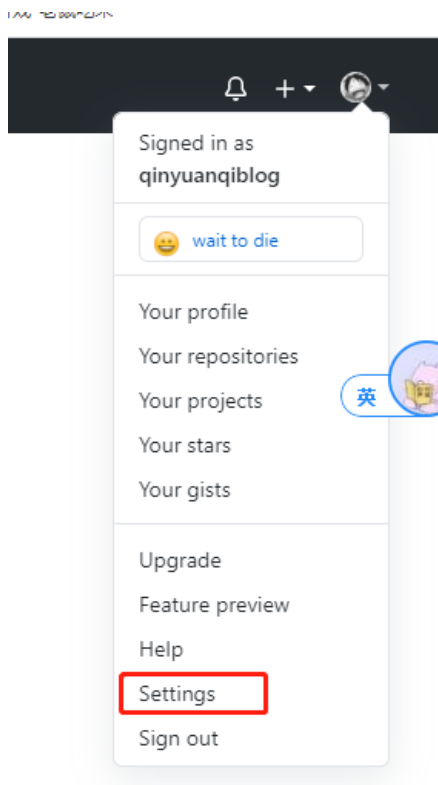 Signed in as
qinyuanqiblog
wait to die
Your profile
Your repositories
Your projects
英
Your stars
Your gists
Upgrade
Feature preview
Help
Settings
Sign out